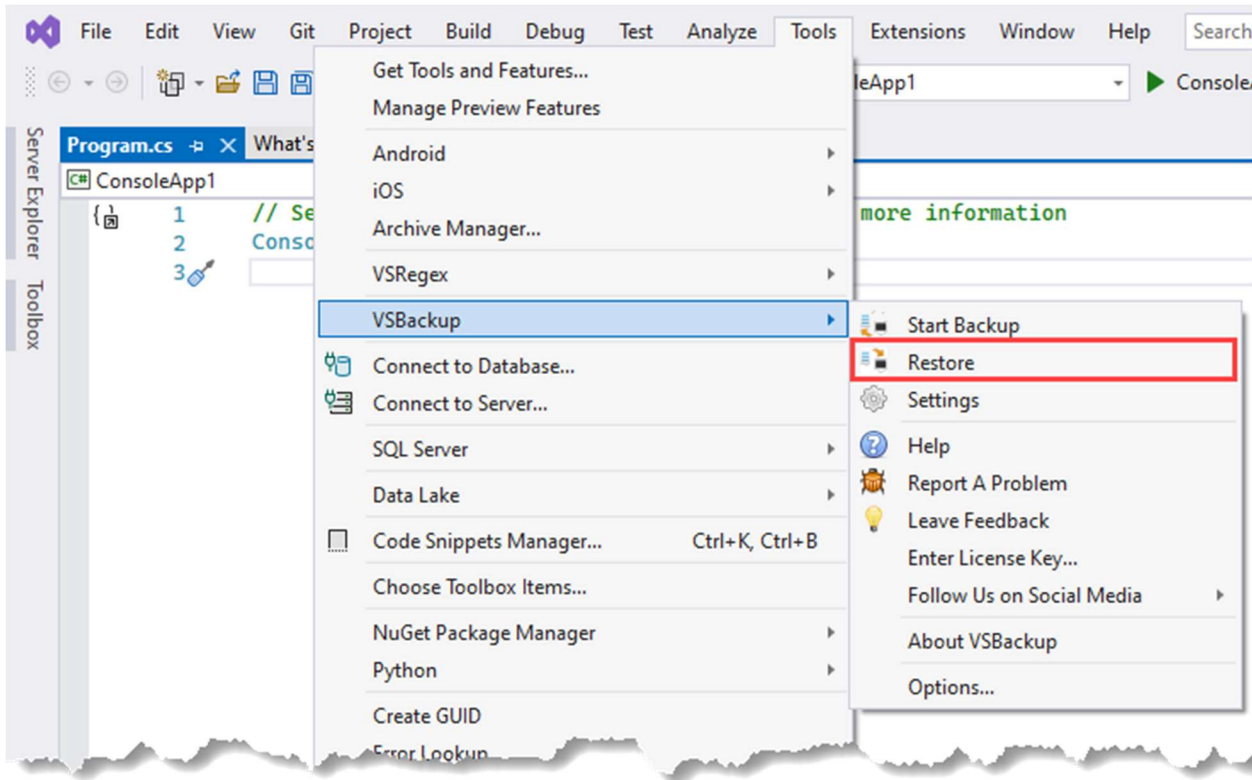 File Edit View Git Project Build Debug Test Analyze Tools Extensions Window Help Search
leApp1 Console
Server Explorer
Toolbox
Program.cs What's
C# ConsoleApp1
1 // Se more information
2 Conso
3
Get Tools and Features...
Manage Preview Features
Android
iOS
Archive Manager...
VSRegex
VSBackup
Connect to Database...
Connect to Server...
SQL Server
Data Lake
Code Snippets Manager... Ctrl+K, Ctrl+B
Choose Toolbox Items...
NuGet Package Manager
Python
Create GUID
Error Lookup
Start Backup
Restore
Settings
Help
Report A Problem
Leave Feedback
Enter License Key...
Follow Us on Social Media
About VSBackup
Options...